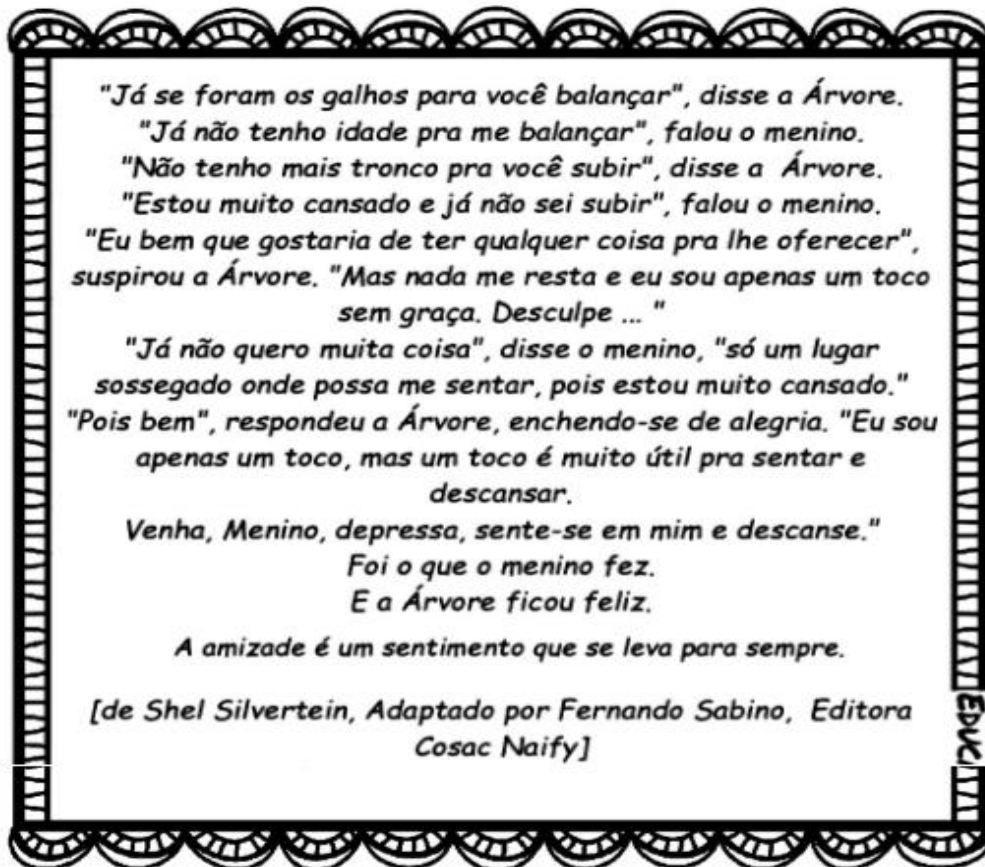 "Já se foram os galhos para você balançar", disse a Árvore.
"Já não tenho idade pra me balançar", falou o menino.
"Não tenho mais tronco pra você subir", disse a Árvore.
"Estou muito cansado e já não sei subir", falou o menino.
"Eu bem que gostaria de ter qualquer coisa pra lhe oferecer",
suspirou a Árvore. "Mas nada me resta e eu sou apenas um toco
sem graça. Desculpe ... "
"Já não quero muita coisa", disse o menino, "só um lugar
sossegado onde possa me sentar, pois estou muito cansado."
"Pois bem", respondeu a Árvore, enchendo-se de alegria. "Eu sou
apenas um toco, mas um toco é muito útil pra sentar e
descansar.
Venha, Menino, depressa, sente-se em mim e descanse."
Foi o que o menino fez.
E a Árvore ficou feliz.
A amizade é um sentimento que se leva para sempre.
[de Shel Silvertein, Adaptado por Fernando Sabino, Editora
Cosac Naify]
EDUC